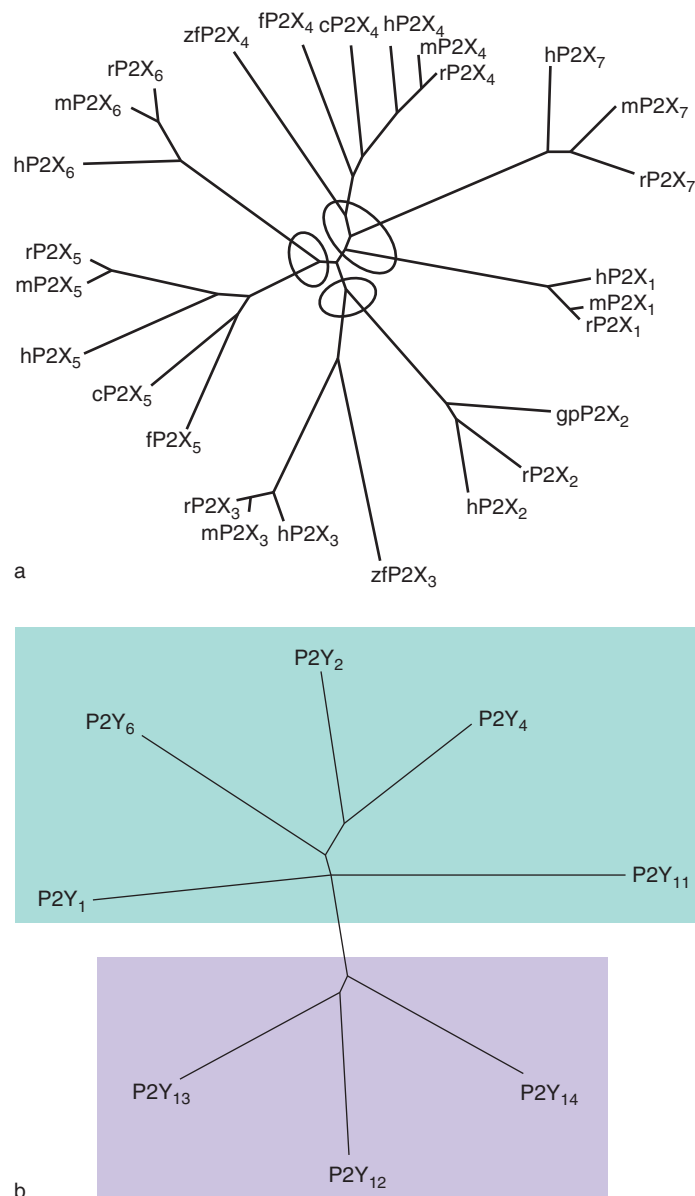 fP2X₄ cP2X₄ hP2X₄
zfP2X₄ mP2X₄
rP2X₆ rP2X₄ hP2X₇
mP2X₆ mP2X₇
hP2X₆ rP2X₇
rP2X₅
mP2X₅ hP2X₁
mP2X₁
rP2X₁
hP2X₅
cP2X₅
gpP2X₂
fP2X₅
rP2X₂
rP2X₃ hP2X₂
mP2X₃ hP2X₃
a zfP2X₃
P2Y₂
P2Y₆ P2Y₄
P2Y₁ P2Y₁₁
P2Y₁₃ P2Y₁₄
P2Y₁₂
b